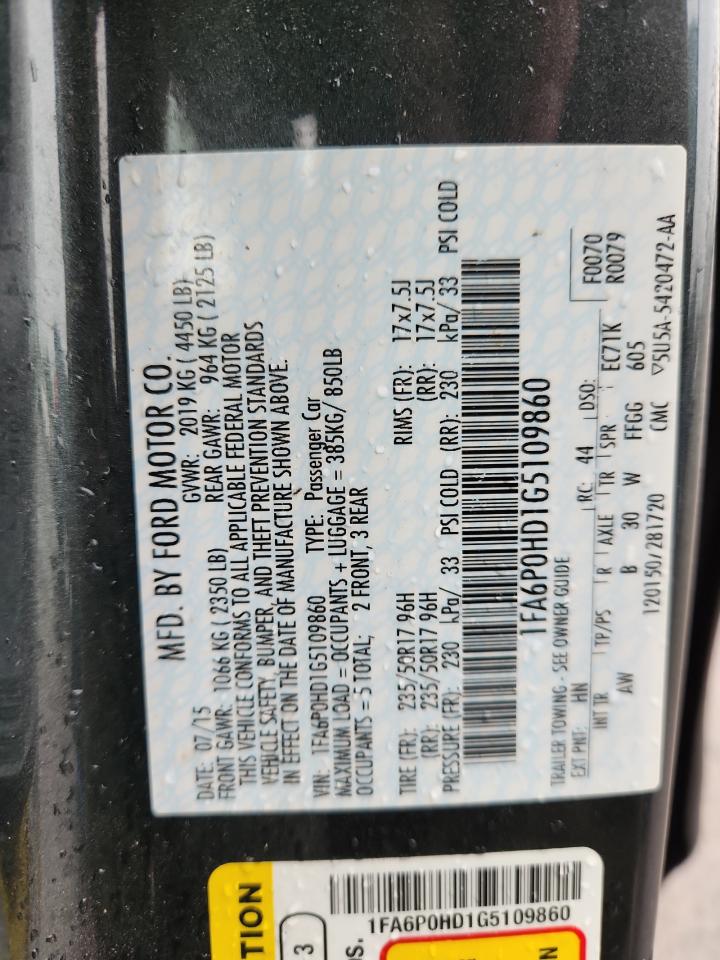 MFD. BY FORD MOTOR CO.
DATE: 07/15 GVWR: 2019 KG ( 4450 LB)
FRONT GAWR: 1066 KG ( 2350 LB) REAR GAWR: 964 KG ( 2125 LB)
THIS VEHICLE CONFORMS TO ALL APPLICABLE FEDERAL MOTOR
VEHICLE SAFETY, BUMPER, AND THEFT PREVENTION STANDARDS
IN EFFECT ON THE DATE OF MANUFACTURE SHOWN ABOVE.
VIN: 1FA6P0HD1G5109860 TYPE: Passenger Car
MAXIMUM LOAD = OCCUPANTS + LUGGAGE = 385KG/ 850LB
OCCUPANTS = 5 TOTAL; 2 FRONT, 3 REAR
TIRE (FR): 235/50R17 96H RIMS (FR): 17x7.5J
(RR): 235/50R17 96H (RR): 17x7.5J
PRESSURE (FR): 230 kPa/ 33 PSI COLD (RR): 230 kPa/ 33 PSI COLD
1FA6P0HD1G5109860
TRAILER TOWING - SEE OWNER GUIDE
EXT PNT: HN RC: 44 DSO: F0070
INT TR TP/PS R AXLE TR SPR EC71K R0079
AW B 30 W FFGG 605
120150/281720 CMC ▽5U5A-5420472-AA
TION
3
1FA6P0HD1G5109860